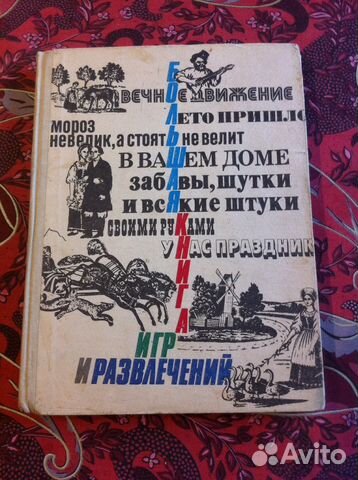 ВЕЧНОЕ ДВИЖЕНИЕ
ЛЕТО ПРИШЛО
МОРОЗ
НЕВЕЛИК, А СТОЯТЬ НЕ ВЕЛИТ
В ВАШЕМ ДОМЕ
ЗАБАВЫ, ШУТКИ
И ВСЯКИЕ ШТУКИ
СВОИМИ РУКАМИ
У НАС ПРАЗДНИК
БОЛЬШАЯ КНИГА
ИГР
И РАЗВЛЕЧЕНИЙ
Avito